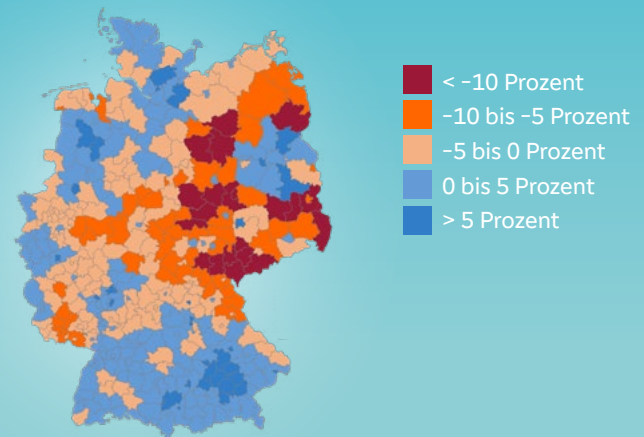 < -10 Prozent
-10 bis -5 Prozent
-5 bis 0 Prozent
0 bis 5 Prozent
> 5 Prozent